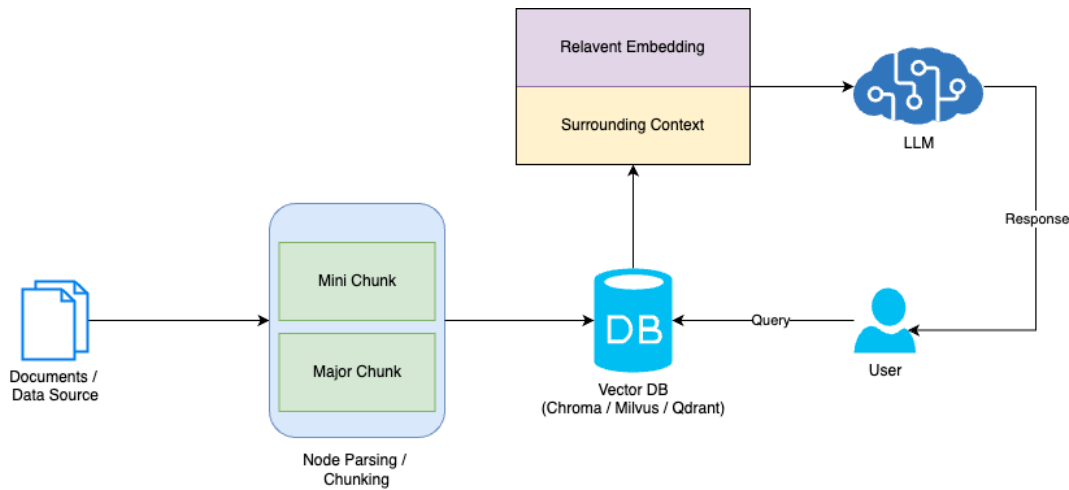 Relavent Embedding
Surrounding Context
LLM
Response
Mini Chunk
Major Chunk
DB
Query
Documents /
Data Source
Vector DB
(Chroma / Milvus / Qdrant)
User
Node Parsing /
Chunking